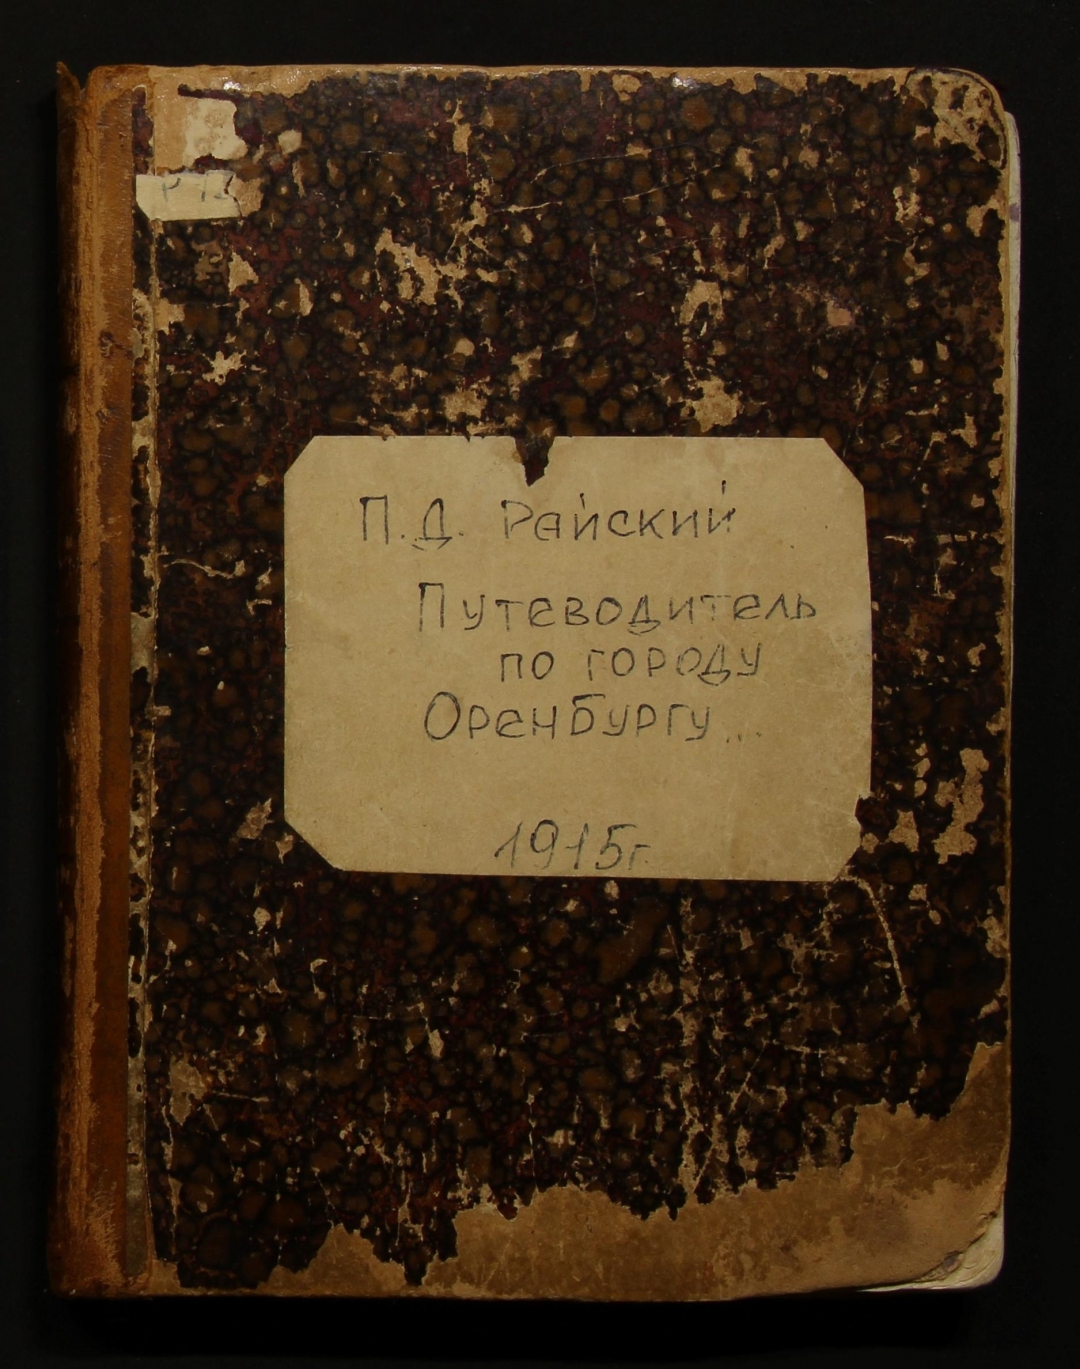 П.Д. Райский
Путеводитель
по городу
Оренбургу...
1915г.